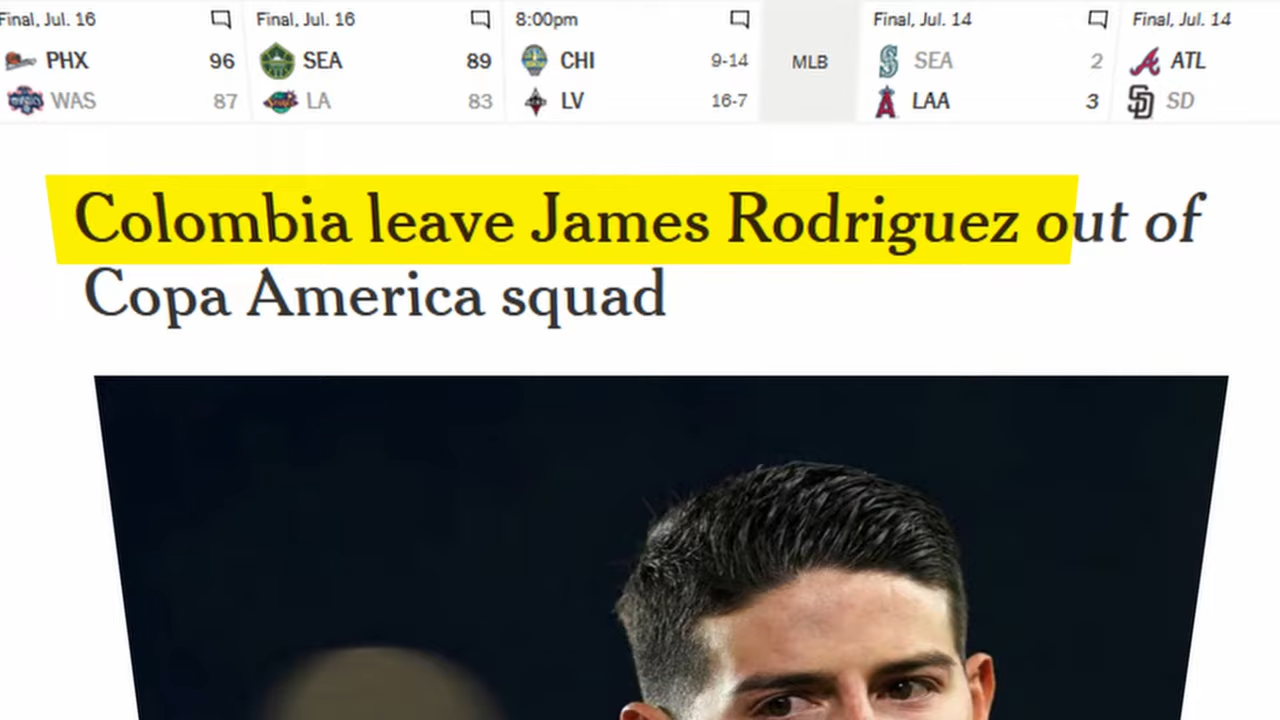 Final, Jul. 16
PHX 96
WAS 87
Final, Jul. 16
SEA 89
LA 83
8:00pm
CHI 9-14
LV 16-7
MLB
Final, Jul. 14
SEA 2
LAA 3
Final, Jul. 14
ATL
SD
Colombia leave James Rodriguez out of
Copa America squad